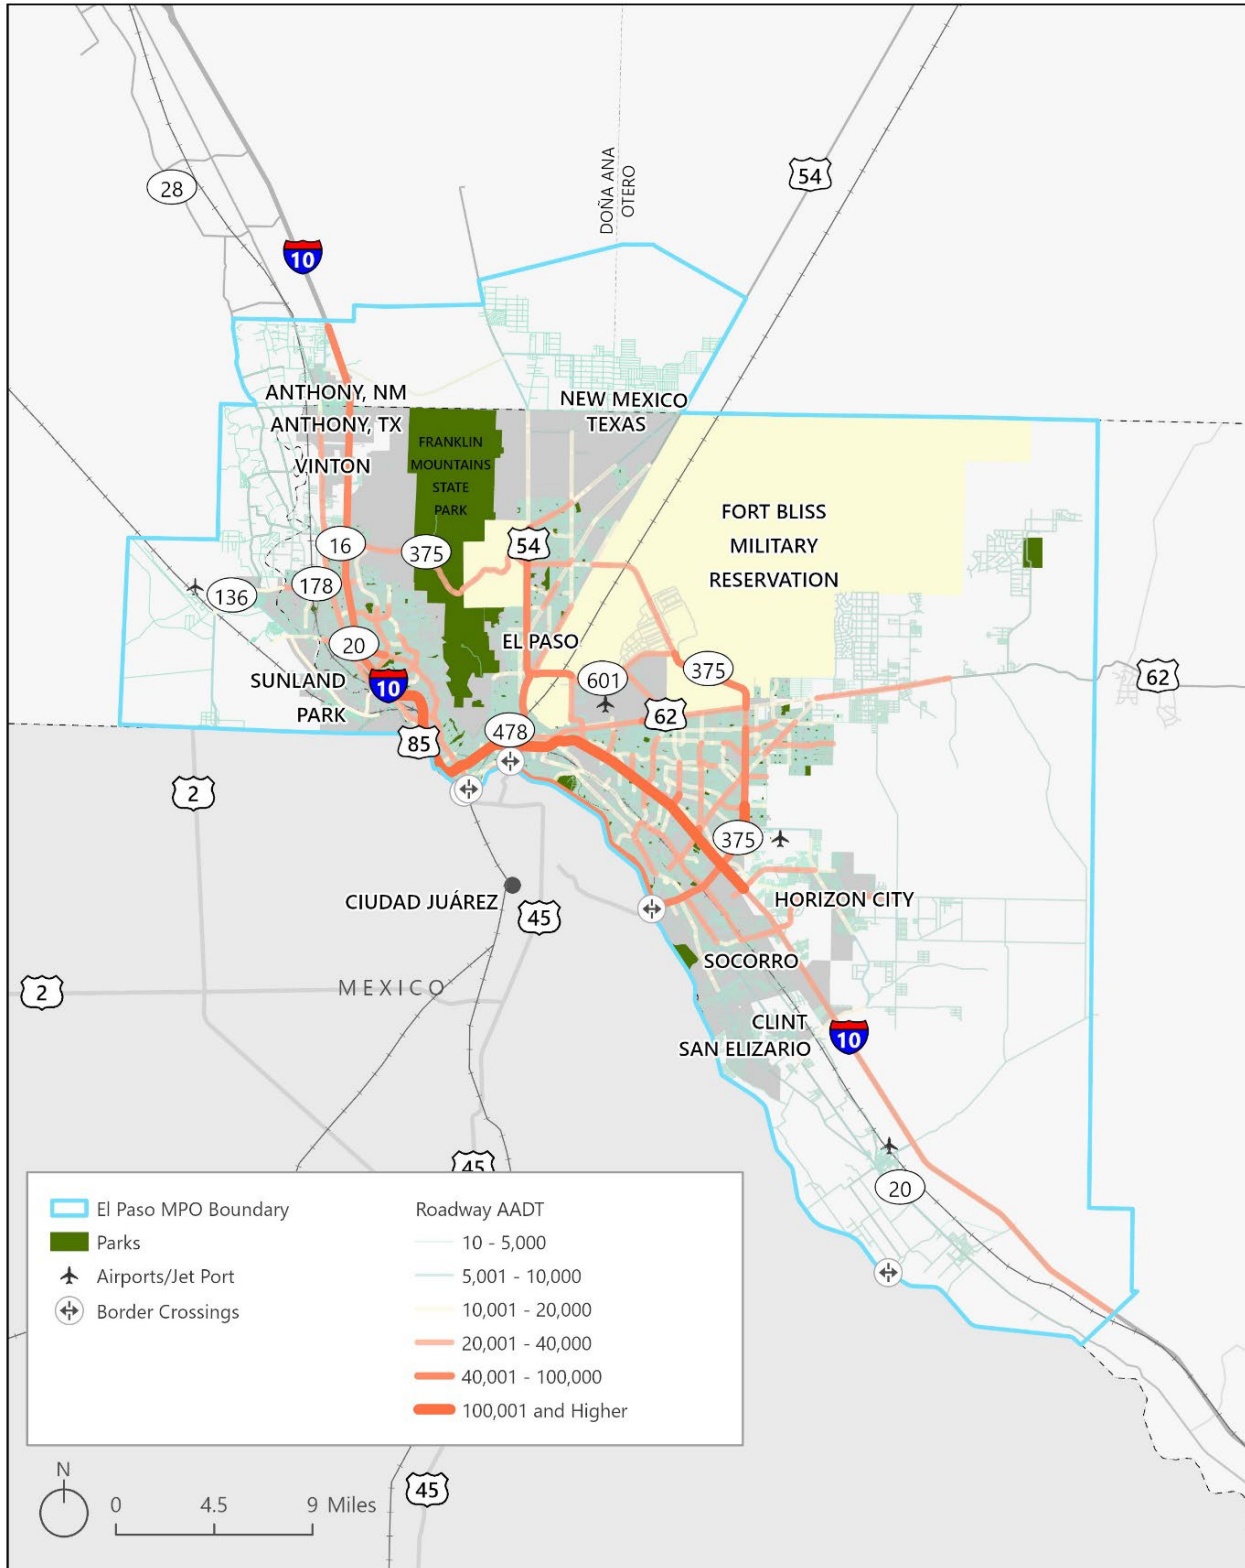 28
10
54
DOÑA ANA
OTERO
ANTHONY, NM
ANTHONY, TX
VINTON
NEW MEXICO
TEXAS
FRANKLIN
MOUNTAINS
STATE
PARK
FORT BLISS
MILITARY
RESERVATION
16
375
54
178
136
20
EL PASO
SUNLAND
PARK
10
601
375
62
62
85
478
2
375
CIUDAD JUÁREZ
45
HORIZON CITY
SOCORRO
MEXICO
2
CLINT
SAN ELIZARIO
10
45
20
El Paso MPO Boundary
Parks
Airports/Jet Port
Border Crossings
Roadway AADT
10 - 5,000
5,001 - 10,000
10,001 - 20,000
20,001 - 40,000
40,001 - 100,000
100,001 and Higher
N
0 4.5 9 Miles
45